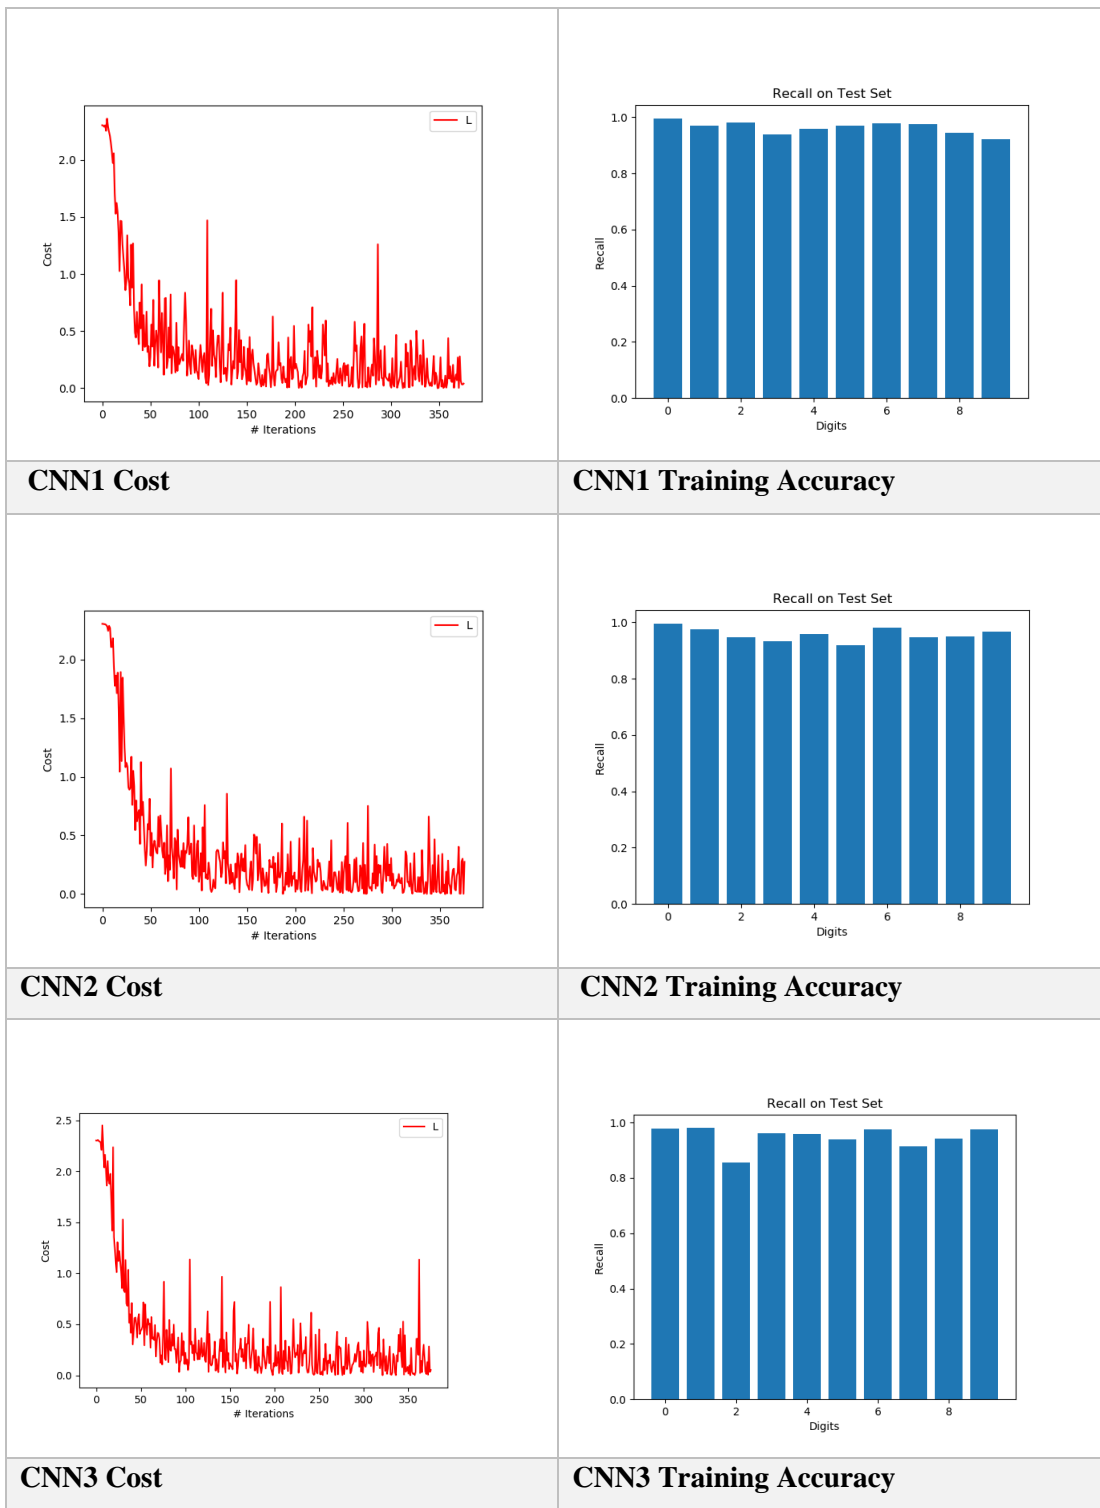 L
2.0
1.5
1.0
0.5
0.0
Cost
0 50 100 150 200 250 300 350
# Iterations
Recall on Test Set
1.0
0.8
0.6
0.4
0.2
0.0
Recall
0 2 4 6 8
Digits
CNN1 Cost
CNN1 Training Accuracy
L
2.0
1.5
1.0
0.5
0.0
Cost
0 50 100 150 200 250 300 350
# Iterations
Recall on Test Set
1.0
0.8
0.6
0.4
0.2
0.0
Recall
0 2 4 6 8
Digits
CNN2 Cost
CNN2 Training Accuracy
L
2.5
2.0
1.5
1.0
0.5
0.0
Cost
0 50 100 150 200 250 300 350
# Iterations
Recall on Test Set
1.0
0.8
0.6
0.4
0.2
0.0
Recall
0 2 4 6 8
Digits
CNN3 Cost
CNN3 Training Accuracy